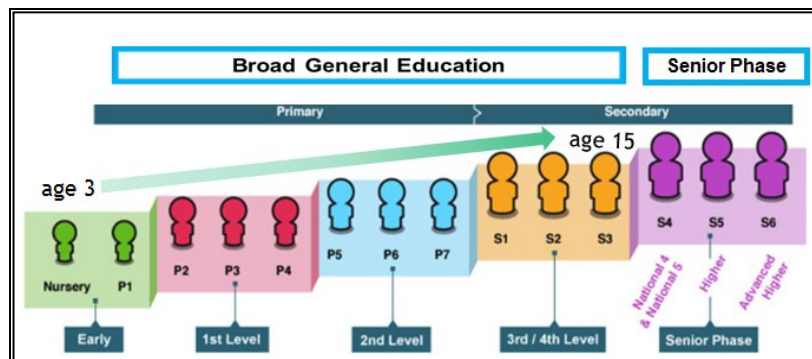 Broad General Education
Senior Phase
Primary
Secondary
age 3
age 15
Nursery
P1
P2
P3
P4
P5
P6
P7
S1
S2
S3
S4
S5
S6
National 4
& National 5
Higher
Advanced
Higher
Early
1st Level
2nd Level
3rd / 4th Level
Senior Phase